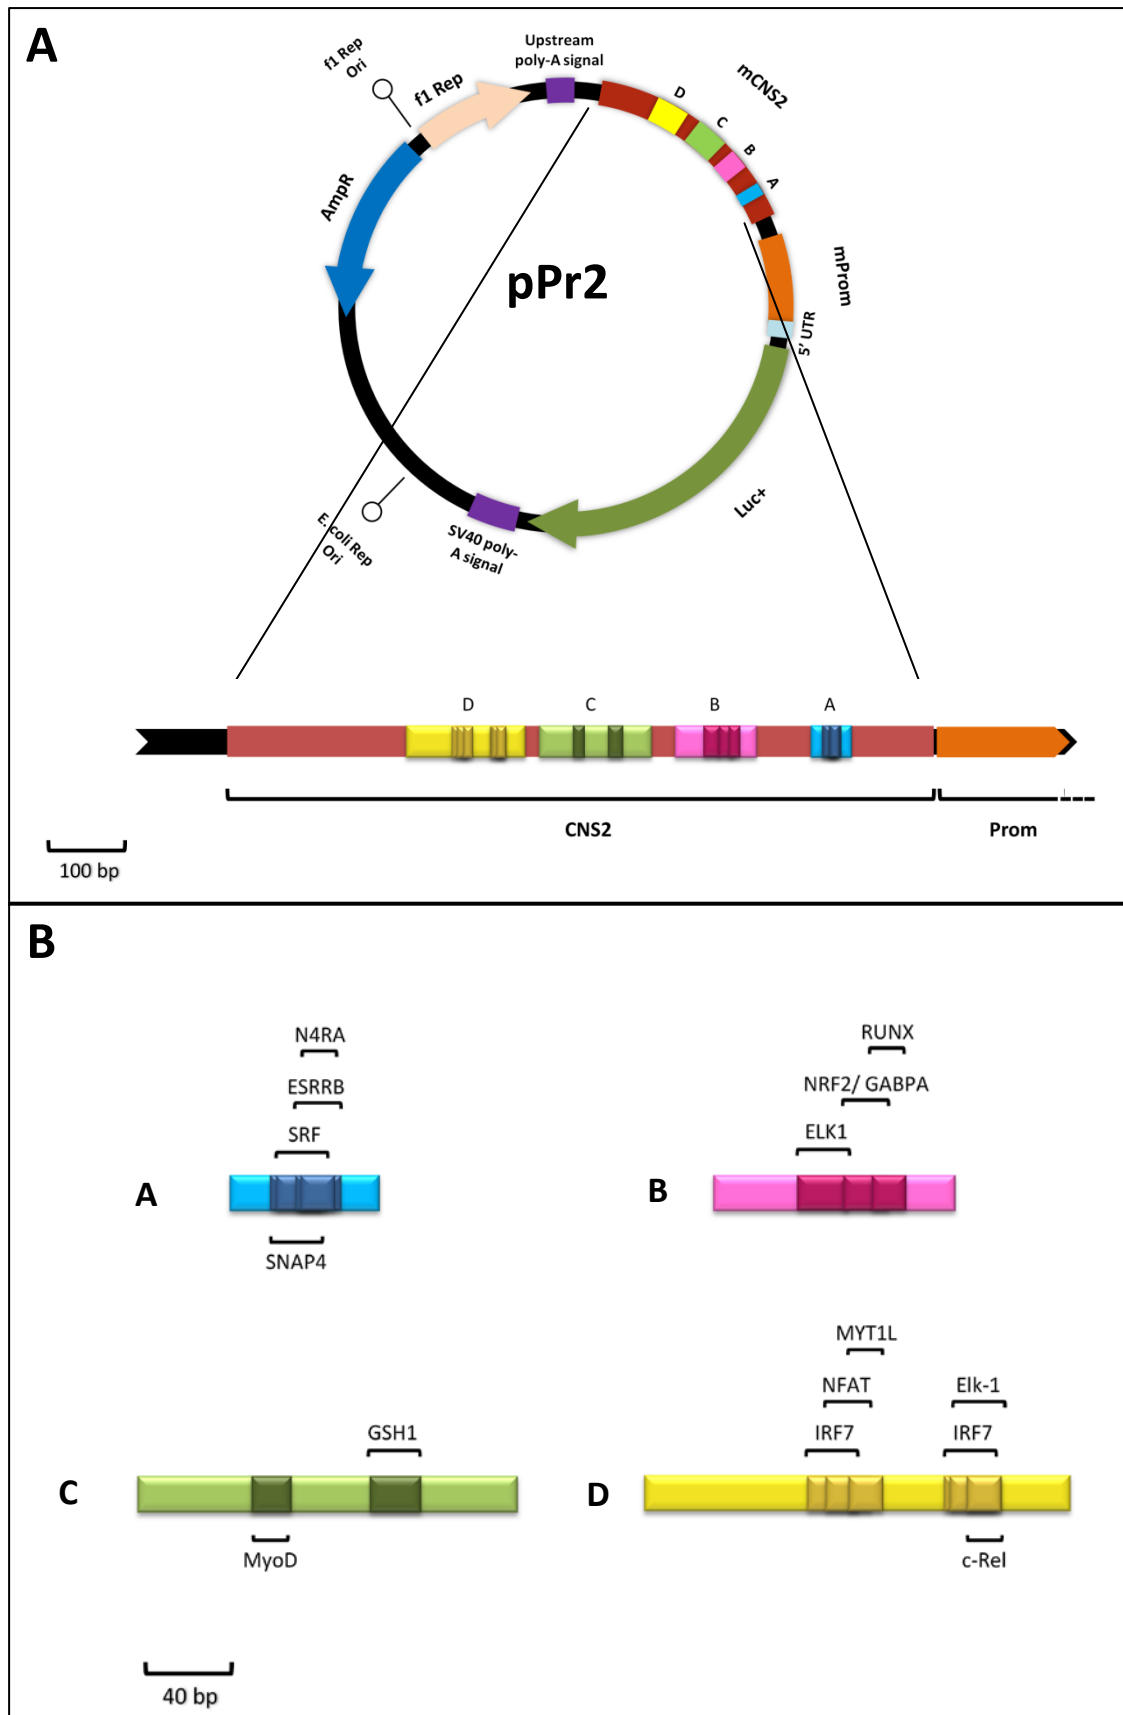 A
f1 Rep
Ori
f1 Rep
Upstream
poly-A signal
mCNS2
D
C
B
A
AmpR
pPr2
mProm
5' UTR
Luc+
SV40 poly-
A signal
E. coli Rep
Ori
D
C
B
A
CNS2
Prom
100 bp
B
N4RA
ESRRB
SRF
A
SNAP4
RUNX
NRF2/ GABPA
ELK1
B
GSH1
C
MyoD
MYT1L
NFAT
Elk-1
IRF7
IRF7
D
c-Rel
40 bp